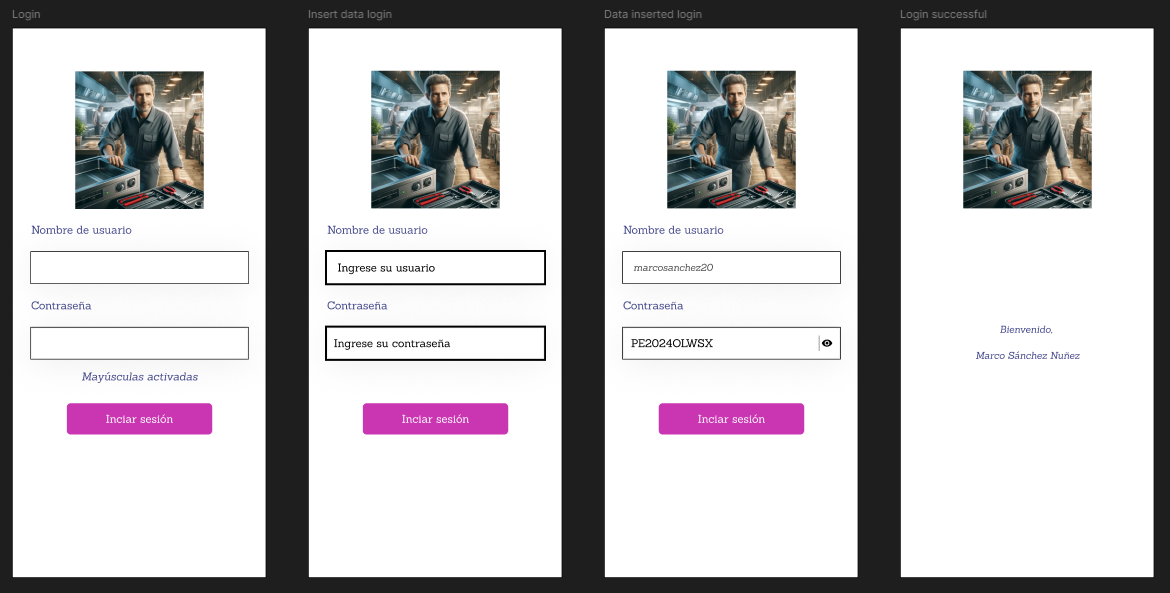 Login
Nombre de usuario
Contraseña
Mayúsculas activadas
Inciar sesión
Insert data login
Nombre de usuario
Ingrese su usuario
Contraseña
Ingrese su contraseña
Inciar sesión
Data inserted login
Nombre de usuario
marcosanchez20
Contraseña
PE2024OLWSX
Inciar sesión
Login successful
Bienvenido,
Marco Sánchez Nuñez